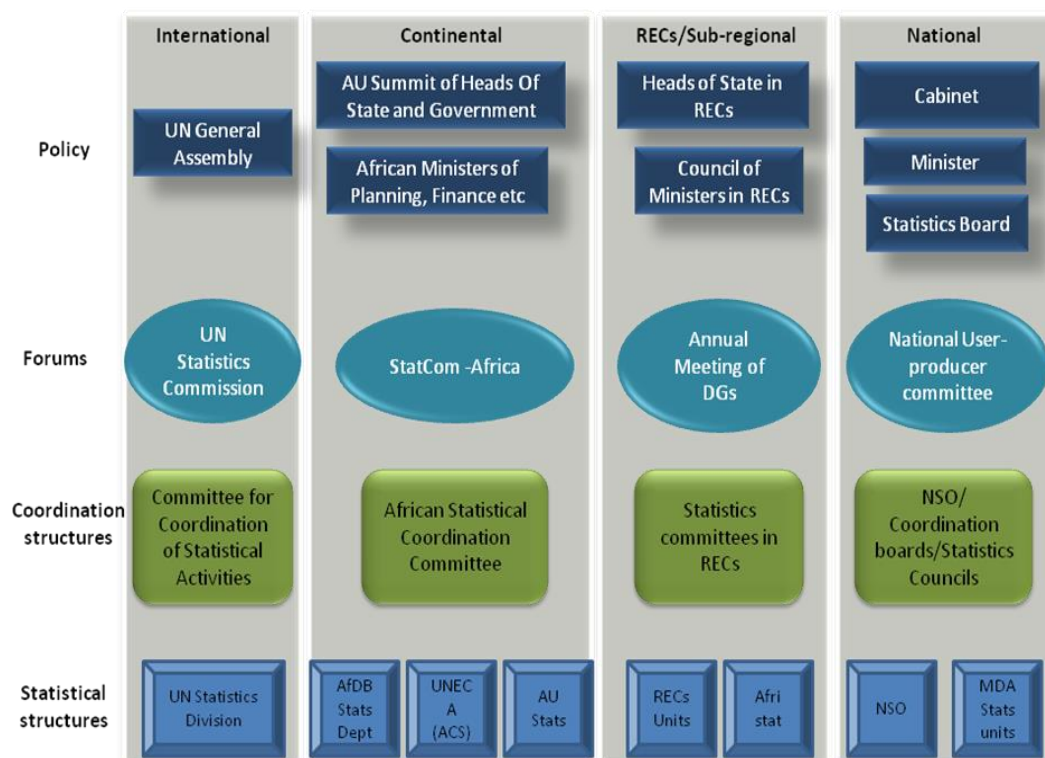 International
Continental
RECs/Sub-regional
National
Policy
UN General
Assembly
AU Summit of Heads Of
State and Government
African Ministers of
Planning, Finance etc
Heads of State in
RECs
Council of
Ministers in RECs
Cabinet
Minister
Statistics Board
Forums
UN
Statistics
Commission
StatCom -Africa
Annual
Meeting of
DGs
National User-
producer
committee
Coordination
structures
Committee for
Coordination
of Statistical
Activities
African Statistical
Coordination
Committee
Statistics
committees in
RECs
NSO/
Coordination
boards/Statistics
Councils
Statistical
structures
UN Statistics
Division
AfDB
Stats
Dept
UNEC
A
(ACS)
AU
Stats
RECs
Units
Afri
stat
NSO
MDA
Stats
units